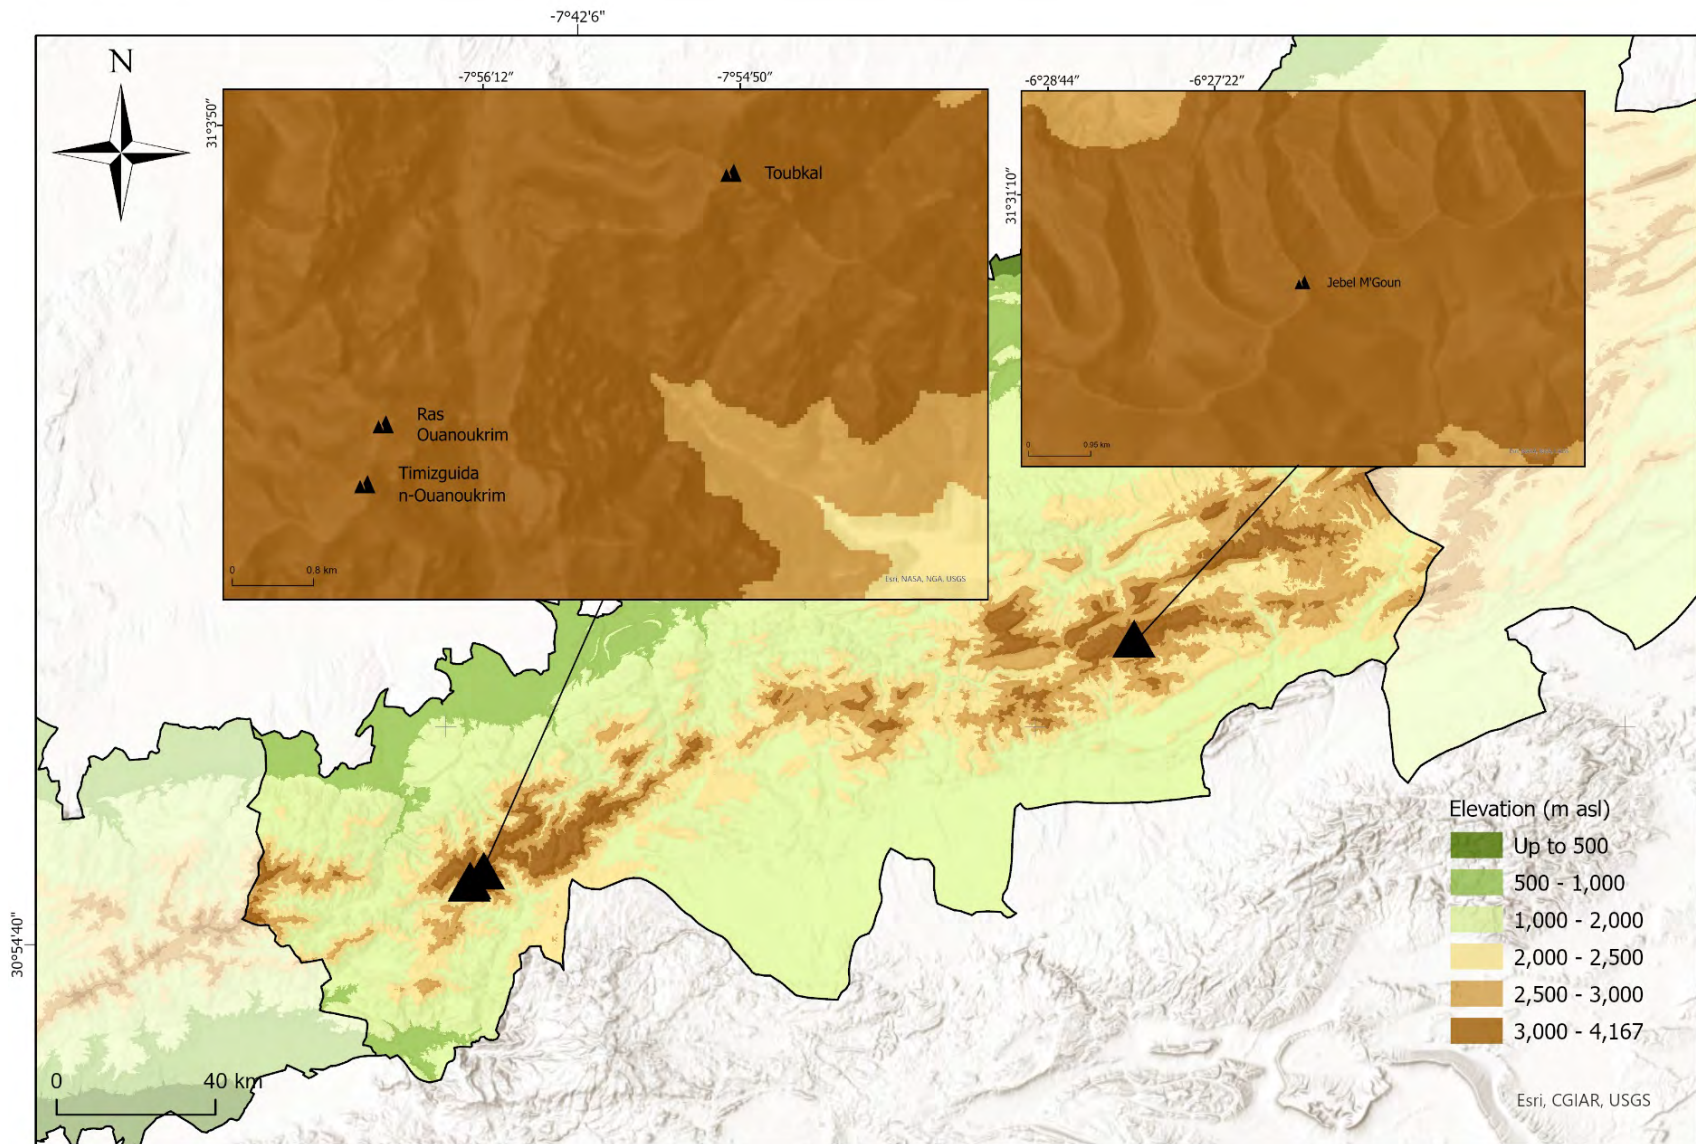 -7°42'6"
N
-7°56'12"
-7°54'50"
-6°28'44"
-6°27'22"
31°3'50"
Toubkal
31°31'10"
Jebel M'Goun
Ras
Ouanoukrim
Timizguida
n-Ouanoukrim
0
0.95 km
0
0.8 km
Esri, NASA, NGA, USGS
Elevation (m asl)
Up to 500
500 - 1,000
1,000 - 2,000
2,000 - 2,500
2,500 - 3,000
3,000 - 4,167
30°54'40"
0
40 km
Esri, CGIAR, USGS